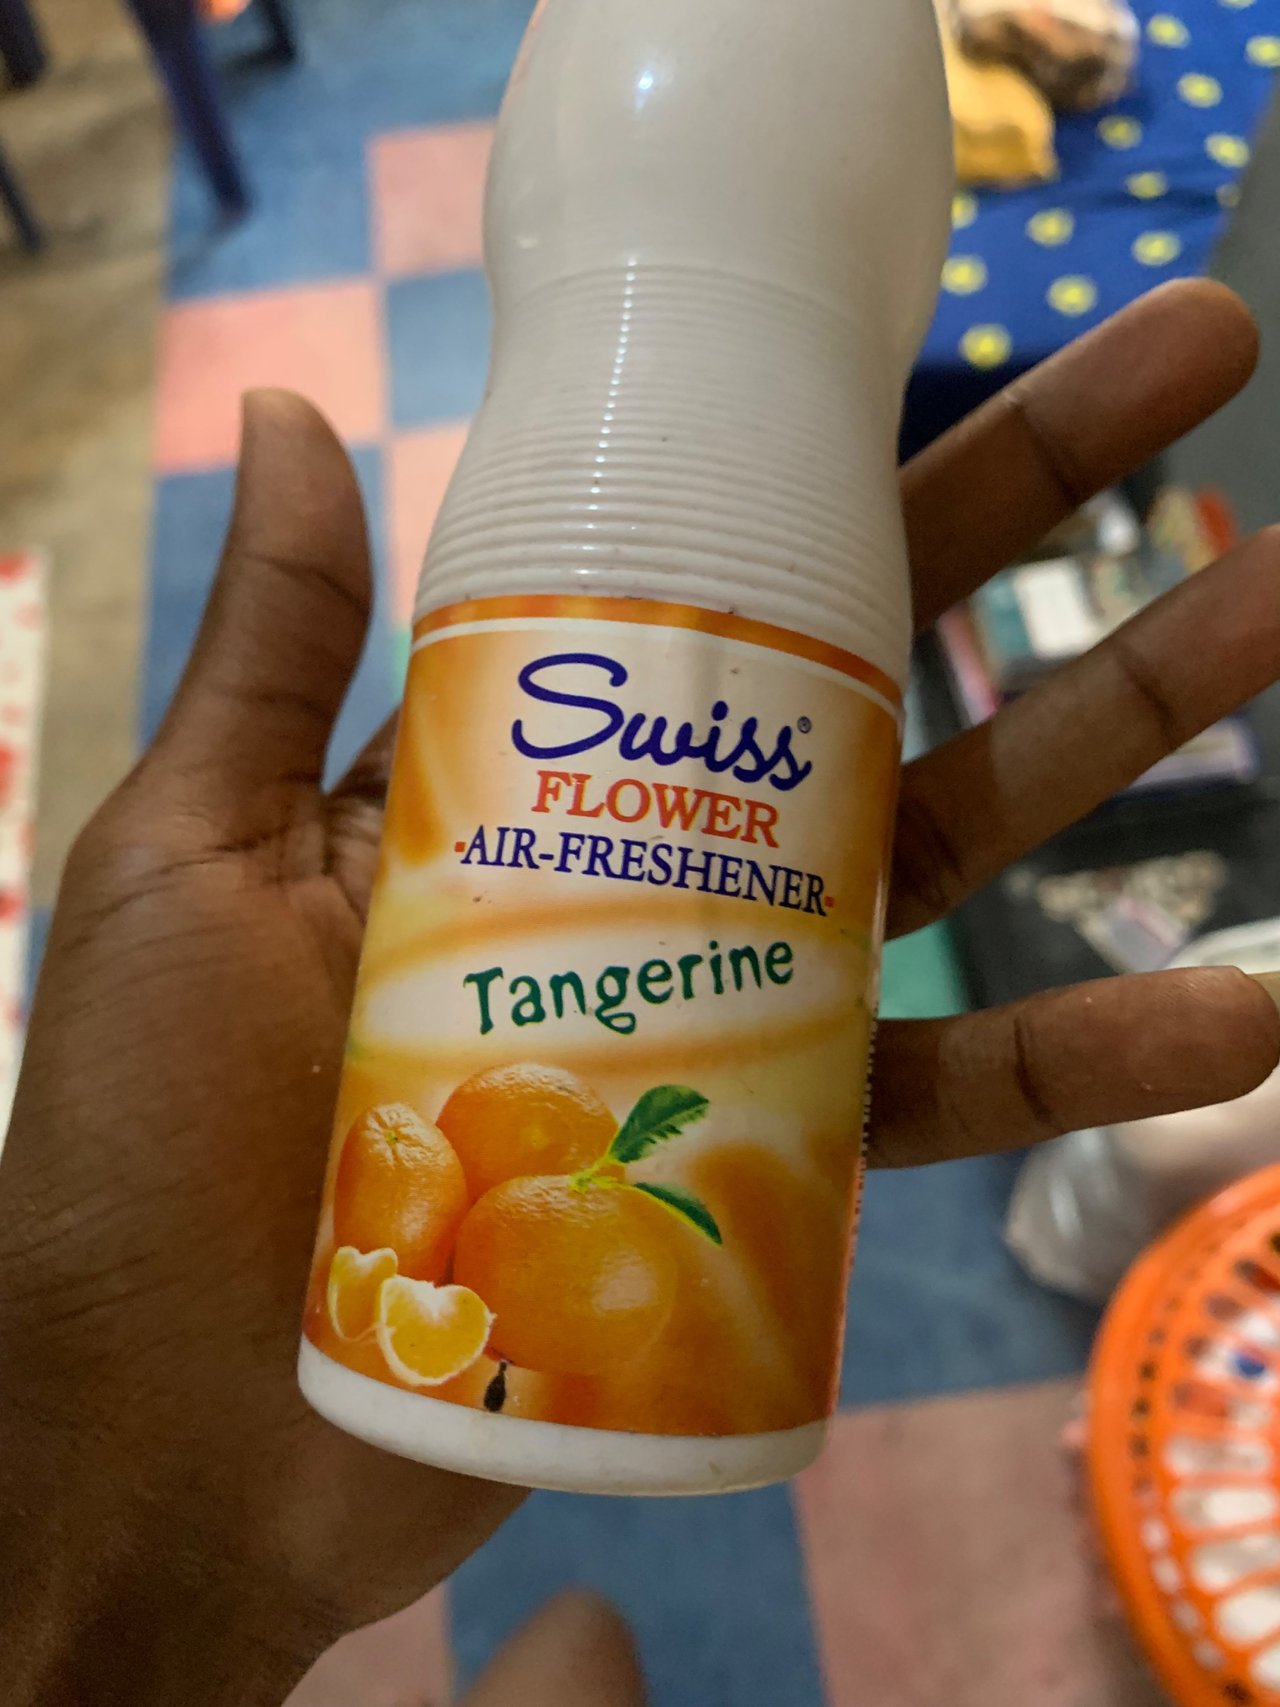 Swiss®
FLOWER
·AIR-FRESHENER·
Tangerine